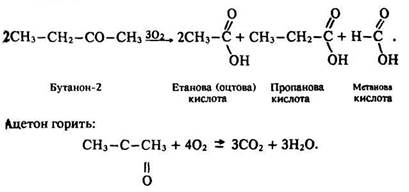 2CH₃—CH₂—CO—CH₃ 3O₂→ 2CH₃—C(=O)OH + CH₃—CH₂—C(=O)OH + H—C(=O)OH.
Бутанон-2 Етанова (оцтова) кислота Пропанова кислота Метанова кислота
Ацетон горить:
CH₃—C—CH₃ + 4O₂ ⇄ 3CO₂ + 3H₂O.
||
O